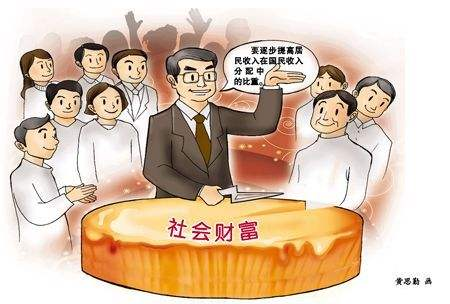 要逐步提高居
民收入在国民收入
分配中
的比重。
社会财富
黄思勤 画